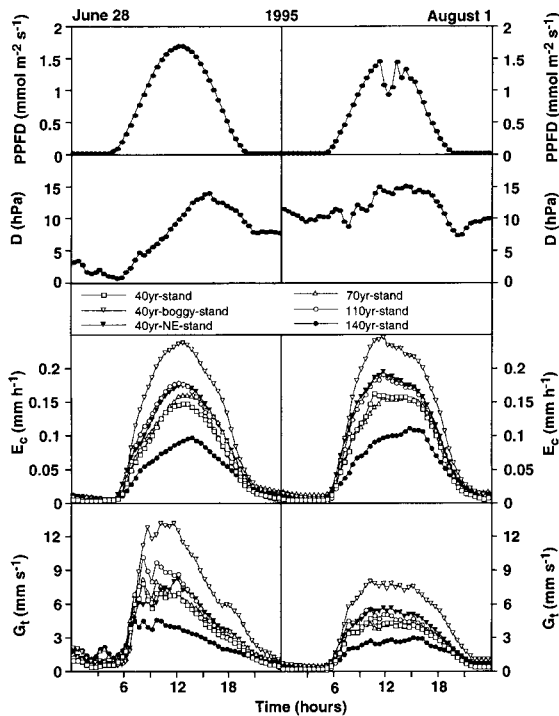 June 28 1995 August 1
PPFD (mmol m⁻² s⁻¹)
2
1.5
1
0.5
0
2
1.5
1
0.5
0
PPFD (mmol m⁻² s⁻¹)
D (hPa)
15
10
5
0
15
10
5
0
D (hPa)
40yr-stand 70yr-stand
40yr-boggy-stand 110yr-stand
40yr-NE-stand 140yr-stand
E_c (mm h⁻¹)
0.2
0.15
0.1
0.05
0
0.2
0.15
0.1
0.05
0
E_c (mm h⁻¹)
G_t (mm s⁻¹)
12
9
6
3
0
12
9
6
3
0
G_t (mm s⁻¹)
6 12 18 6 12 18
Time (hours)